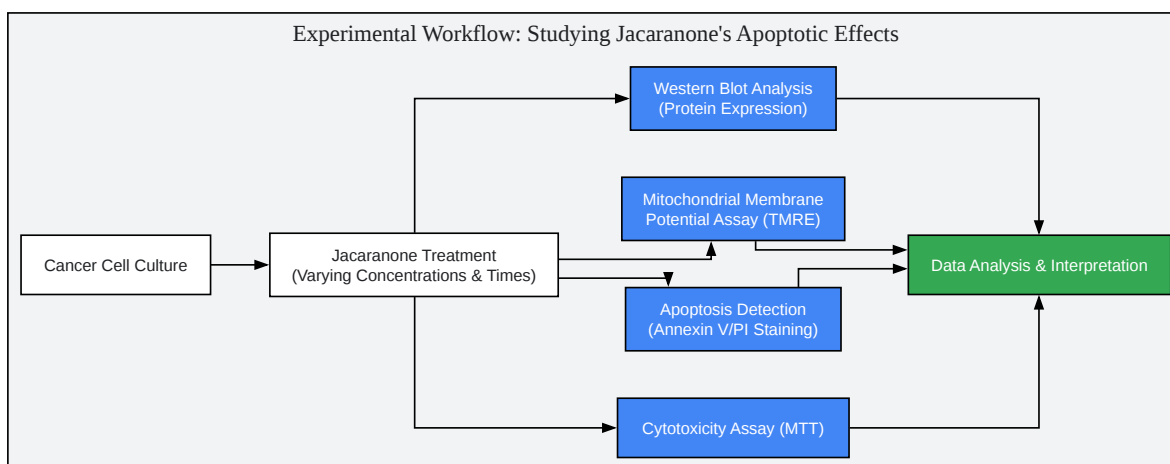 Experimental Workflow: Studying Jacaranone's Apoptotic Effects
Western Blot Analysis
(Protein Expression)
Mitochondrial Membrane
Potential Assay (TMRE)
Cancer Cell Culture
Jacaranone Treatment
(Varying Concentrations & Times)
Data Analysis & Interpretation
Apoptosis Detection
(Annexin V/PI Staining)
Cytotoxicity Assay (MTT)